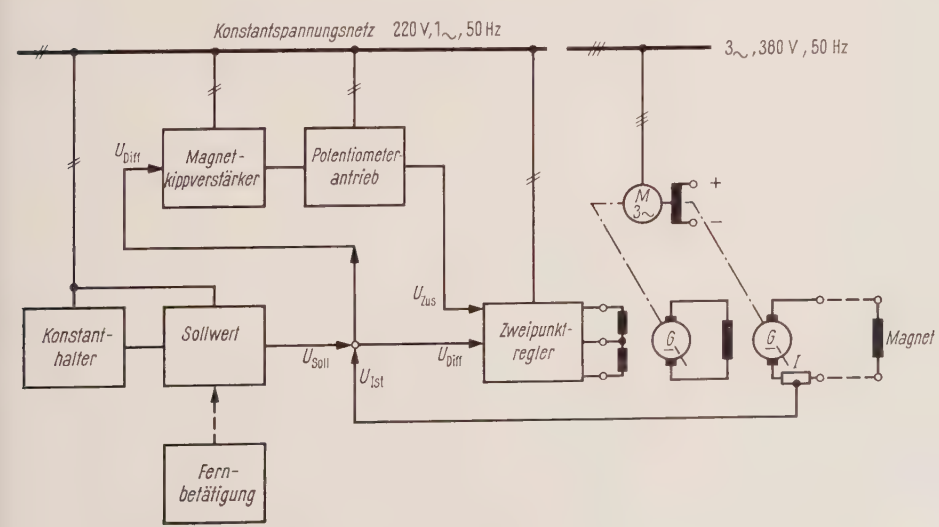 Konstantspannungsnetz 220 V, 1~, 50 Hz
3~, 380 V, 50 Hz
U_Diff
Magnet-
kippverstärker
Potentiometer-
antrieb
M
3~
+
−
U_Zus
Konstant-
halter
Sollwert
U_Soll
U_Ist
U_Diff
Zweipunkt-
regler
G
G
I
Magnet
Fern-
betätigung